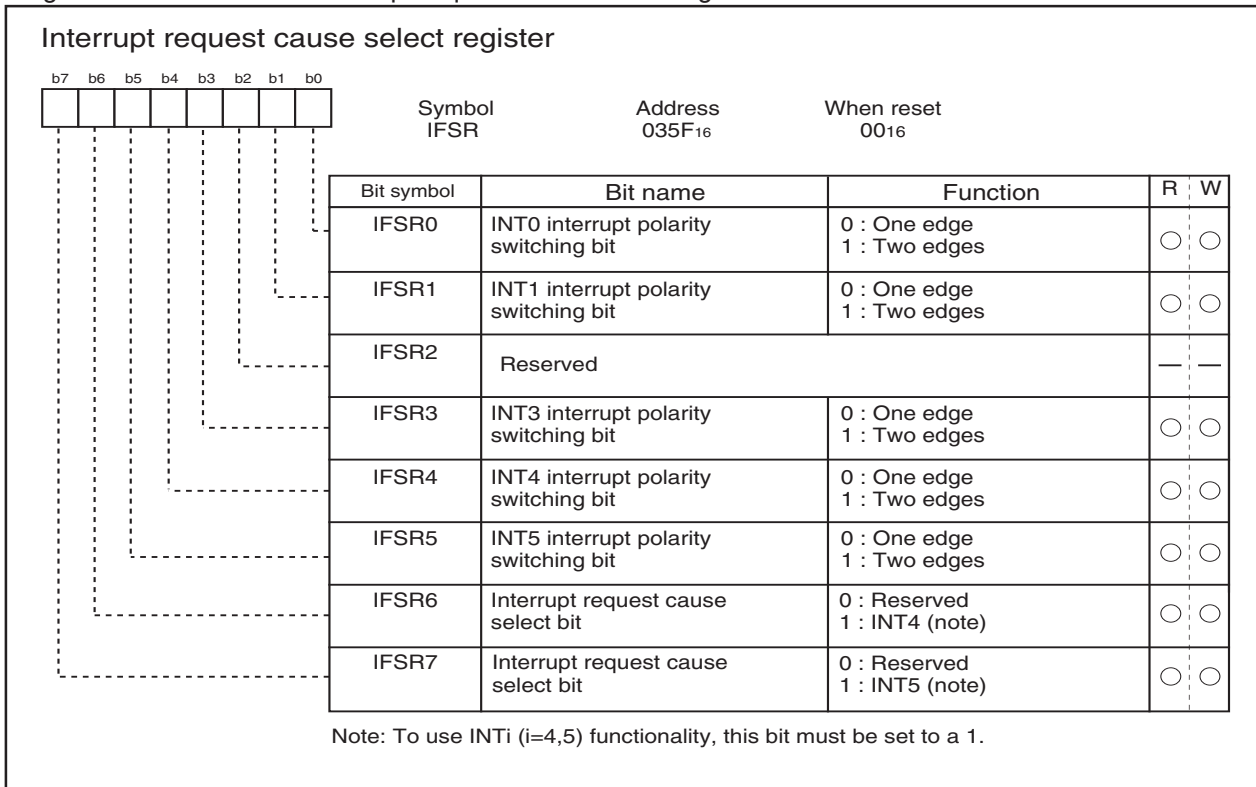 Interrupt request cause select register
b7 b6 b5 b4 b3 b2 b1 b0
Symbol Address When reset
IFSR 035F16 0016
Bit symbol Bit name Function R W
IFSR0 INT0 interrupt polarity 0 : One edge
switching bit 1 : Two edges
IFSR1 INT1 interrupt polarity 0 : One edge
switching bit 1 : Two edges
IFSR2 Reserved — —
IFSR3 INT3 interrupt polarity 0 : One edge
switching bit 1 : Two edges
IFSR4 INT4 interrupt polarity 0 : One edge
switching bit 1 : Two edges
IFSR5 INT5 interrupt polarity 0 : One edge
switching bit 1 : Two edges
IFSR6 Interrupt request cause 0 : Reserved
select bit 1 : INT4 (note)
IFSR7 Interrupt request cause 0 : Reserved
select bit 1 : INT5 (note)
Note: To use INTi (i=4,5) functionality, this bit must be set to a 1.